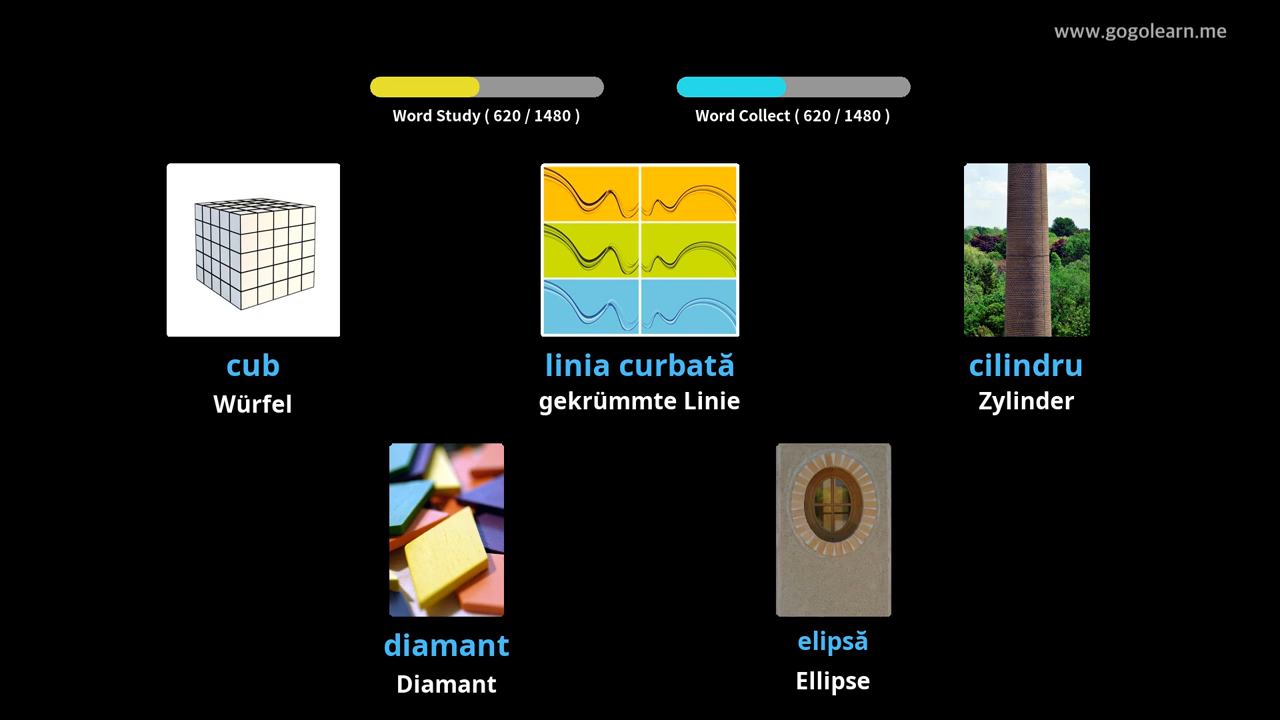 www.gogolearn.me
Word Study ( 620 / 1480 )
Word Collect ( 620 / 1480 )
cub
Würfel
linia curbată
gekrümmte Linie
cilindru
Zylinder
diamant
Diamant
elipsă
Ellipse